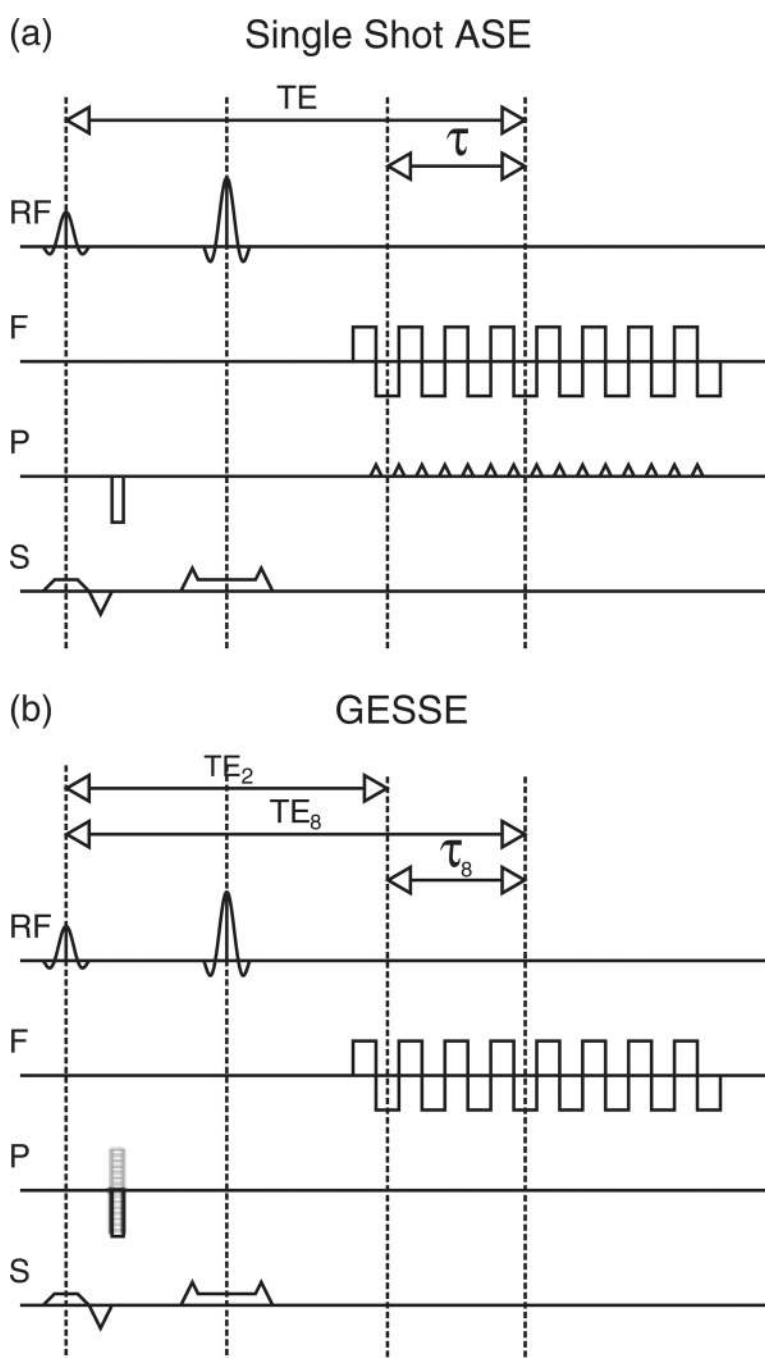 (a) Single Shot ASE
TE
τ
RF
F
P
S
(b) GESSE
TE₂
TE₈
τ₈
RF
F
P
S